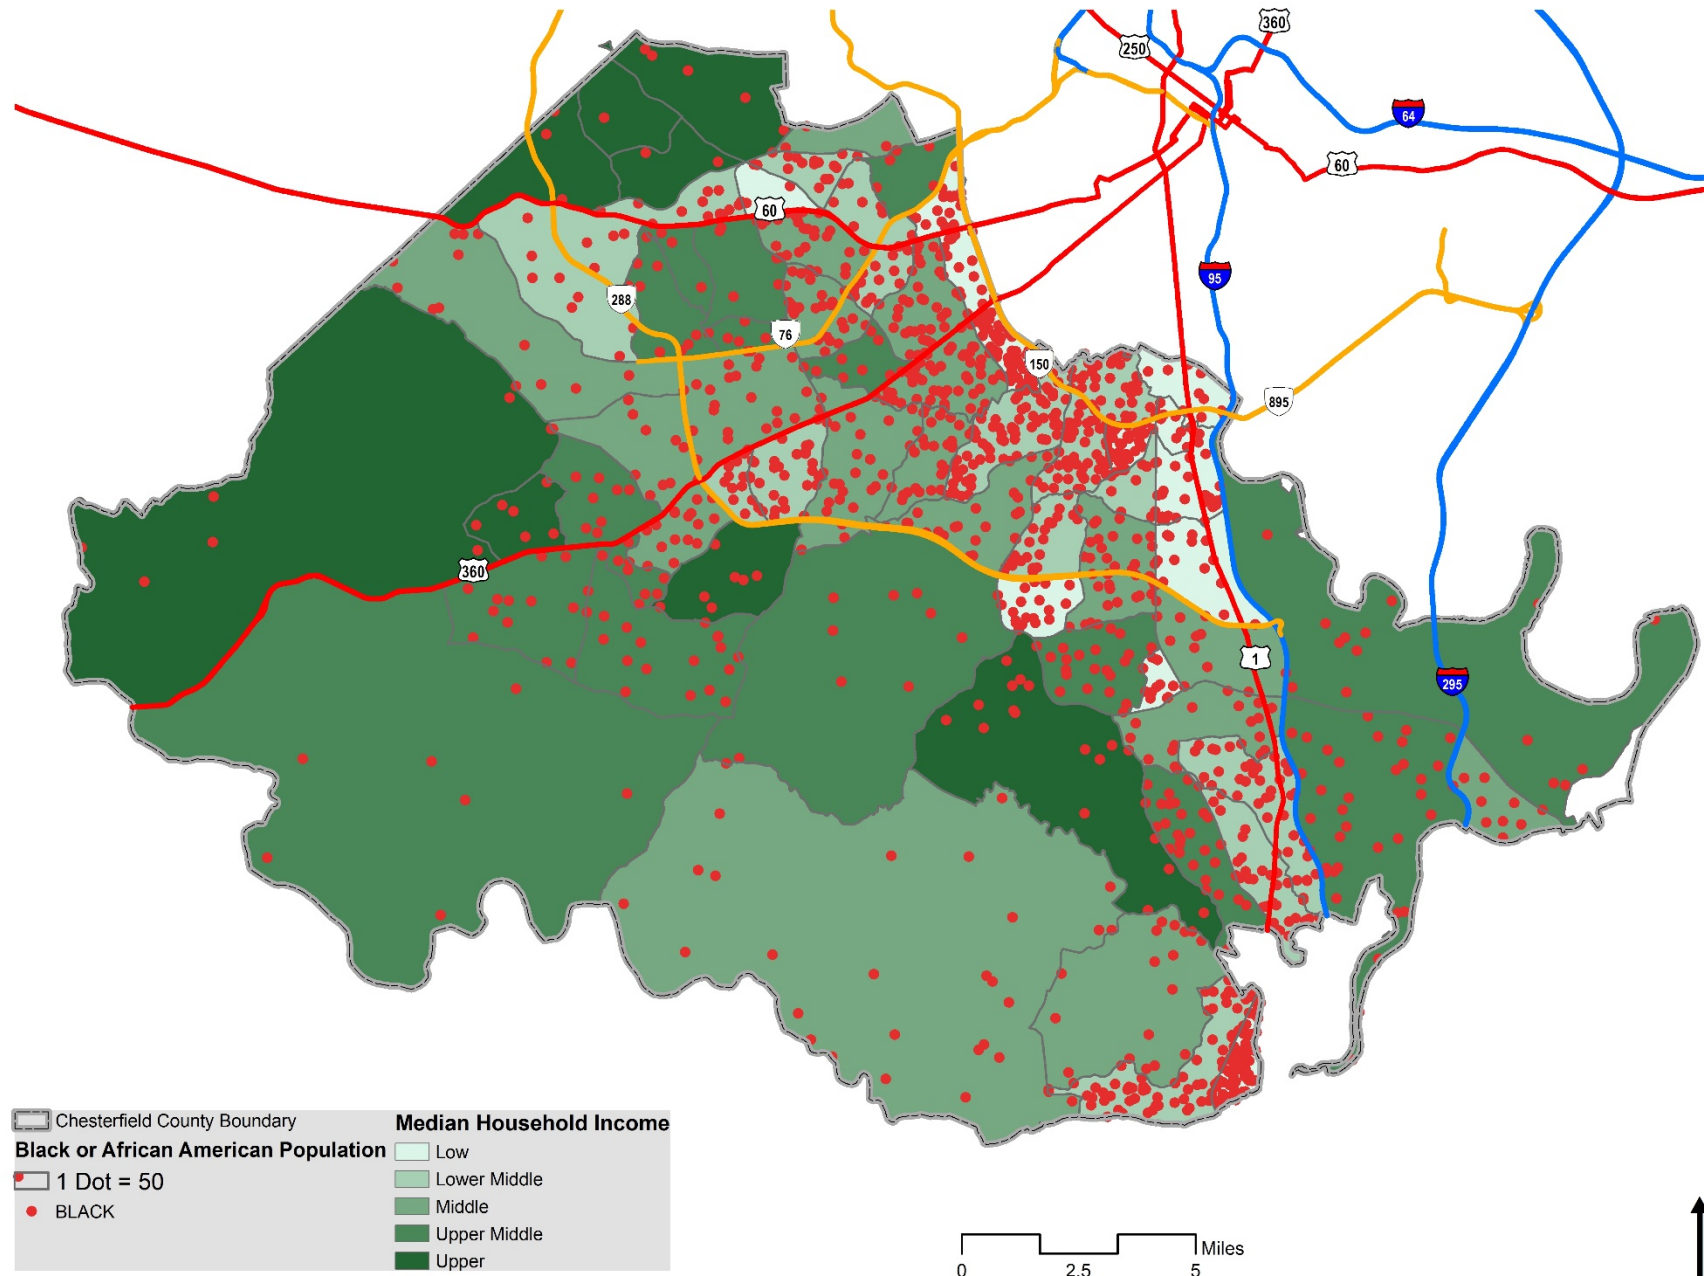 360
250
64
60
60
95
288
76
150
895
360
1
295
Chesterfield County Boundary
Black or African American Population
1 Dot = 50
BLACK
Median Household Income
Low
Lower Middle
Middle
Upper Middle
Upper
Miles
0 2.5 5